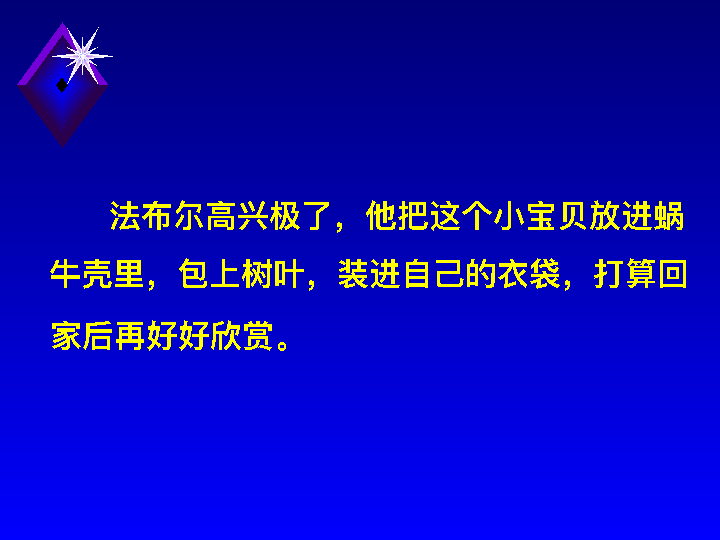 法布尔高兴极了，他把这个小宝贝放进蜗
牛壳里，包上树叶，装进自己的衣袋，打算回
家后再好好欣赏。